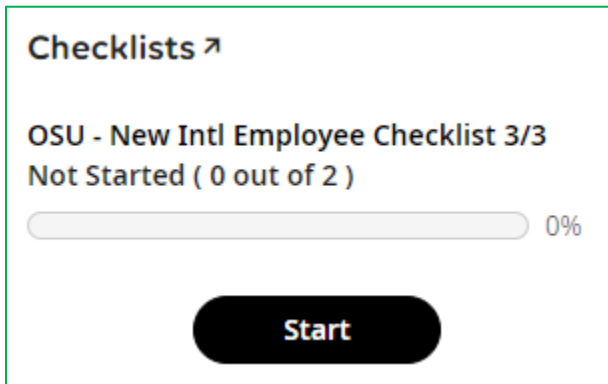 Checklists ↗
OSU - New Intl Employee Checklist 3/3
Not Started ( 0 out of 2 )
0%
Start